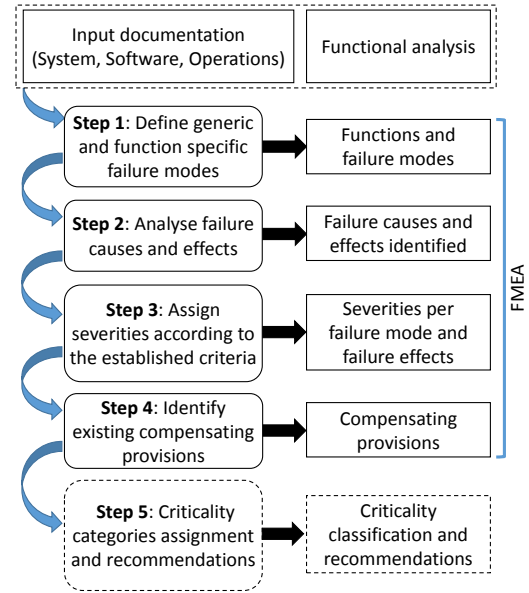 Input documentation
(System, Software, Operations)
Functional analysis
Step 1: Define generic
and function specific
failure modes
Functions and
failure modes
Step 2: Analyse failure
causes and effects
Failure causes and
effects identified
Step 3: Assign
severities according to
the established criteria
Severities per
failure mode and
failure effects
Step 4: Identify
existing compensating
provisions
Compensating
provisions
FMEA
Step 5: Criticality
categories assignment
and recommendations
Criticality
classification and
recommendations